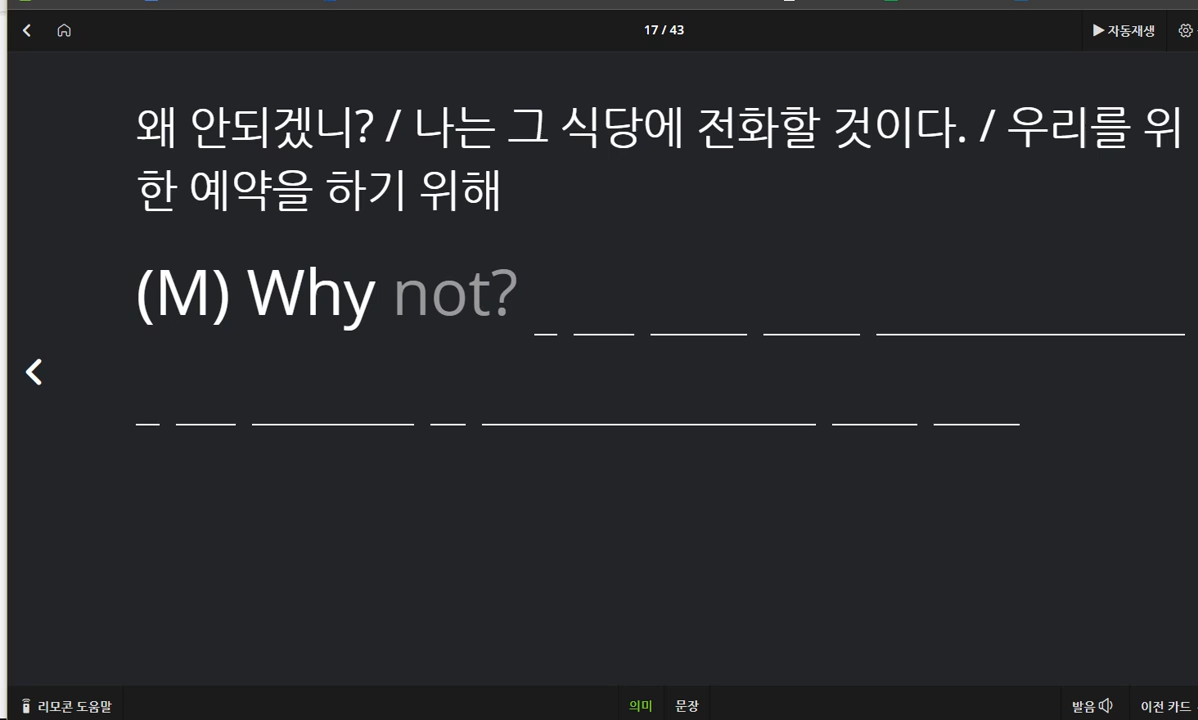 17 / 43
▶ 자동재생
왜 안되겠니? / 나는 그 식당에 전화할 것이다. / 우리를 위
한 예약을 하기 위해
(M) Why not?
리모콘 도움말
의미
문장
발음
이전 카드